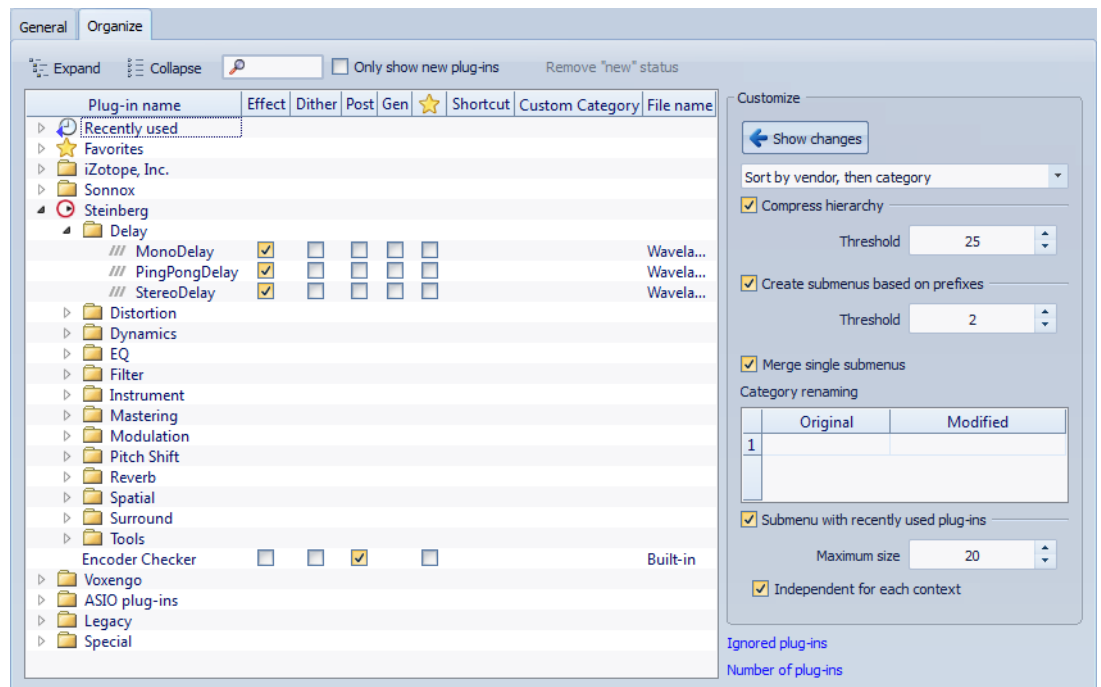 General Organize
Expand Collapse Only show new plug-ins Remove "new" status
Plug-in name Effect Dither Post Gen Shortcut Custom Category File name
Recently used
Favorites
iZotope, Inc.
Sonnox
Steinberg
Delay
MonoDelay Wavela...
PingPongDelay Wavela...
StereoDelay Wavela...
Distortion
Dynamics
EQ
Filter
Instrument
Mastering
Modulation
Pitch Shift
Reverb
Spatial
Surround
Tools
Encoder Checker Built-in
Voxengo
ASIO plug-ins
Legacy
Special
Customize
Show changes
Sort by vendor, then category
Compress hierarchy
Threshold 25
Create submenus based on prefixes
Threshold 2
Merge single submenus
Category renaming
Original Modified
1
Submenu with recently used plug-ins
Maximum size 20
Independent for each context
Ignored plug-ins
Number of plug-ins